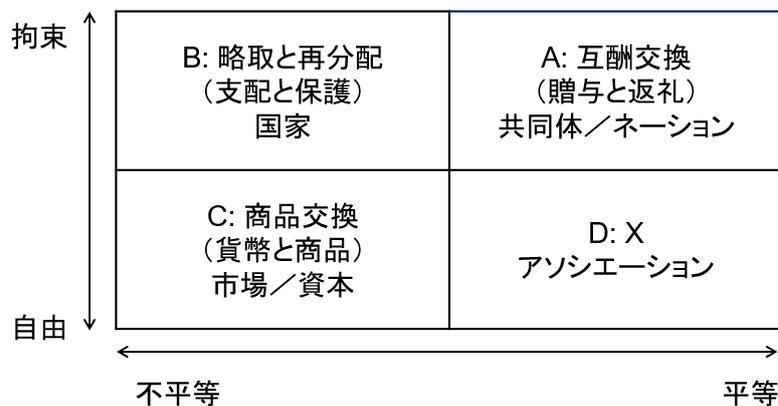 拘束
B: 略取と再分配
（支配と保護）
国家
A: 互酬交換
（贈与と返礼）
共同体／ネーション
C: 商品交換
（貨幣と商品）
市場／資本
D: X
アソシエーション
自由
不平等
平等